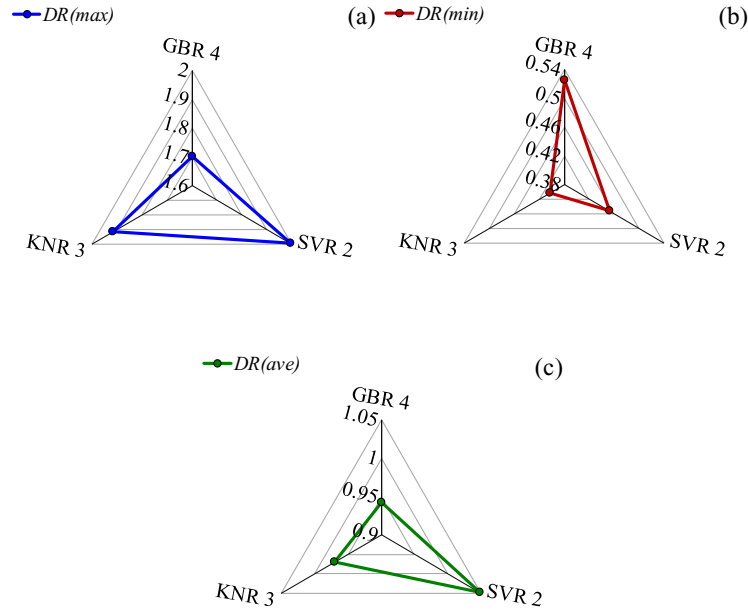 DR(max)
(a)
GBR 4
2
1.9
1.8
1.7
1.6
KNR 3
SVR 2
DR(min)
(b)
GBR 4
0.54
0.5
0.46
0.42
0.38
KNR 3
SVR 2
DR(ave)
(c)
GBR 4
1.05
1
0.95
0.9
KNR 3
SVR 2